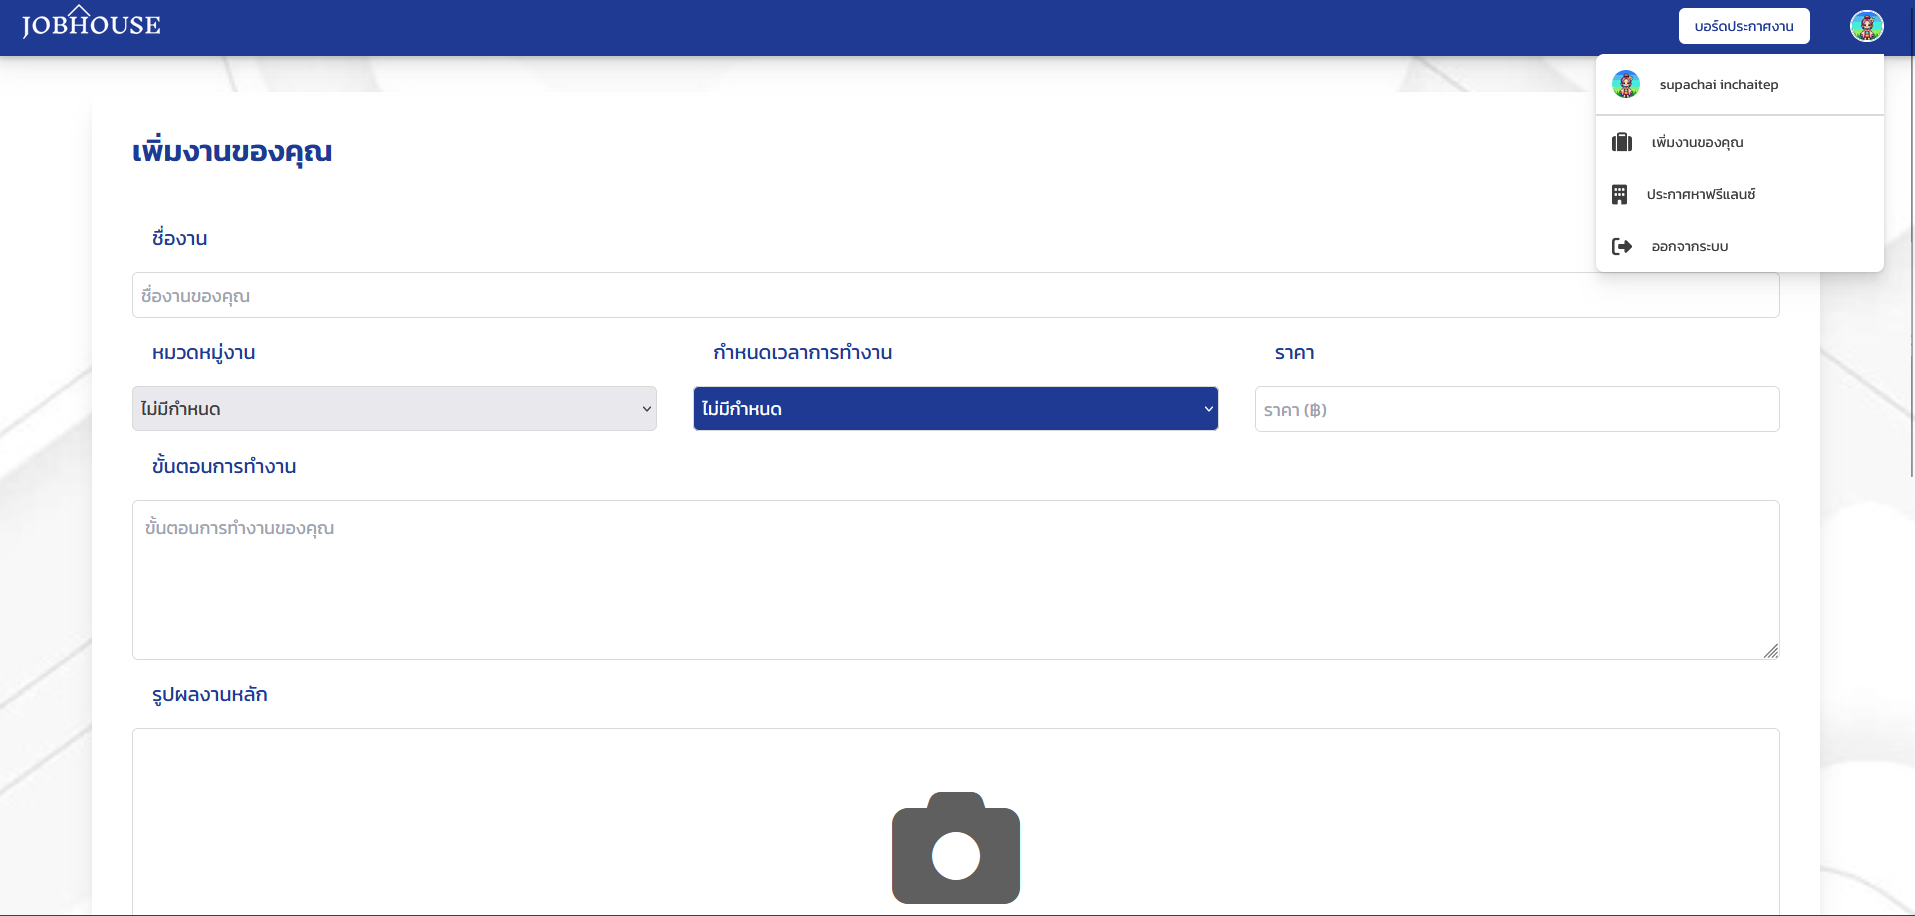 JOBHOUSE
บอร์ดประกาศงาน
supachai inchaitep
เพิ่มงานของคุณ
ประกาศหาฟรีแลนซ์
ออกจากระบบ
เพิ่มงานของคุณ
ชื่องาน
ชื่องานของคุณ
หมวดหมู่งาน
กำหนดเวลาการทำงาน
ราคา
ไม่มีกำหนด
ไม่มีกำหนด
ราคา (฿)
ขั้นตอนการทำงาน
ขั้นตอนการทำงานของคุณ
รูปผลงานหลัก